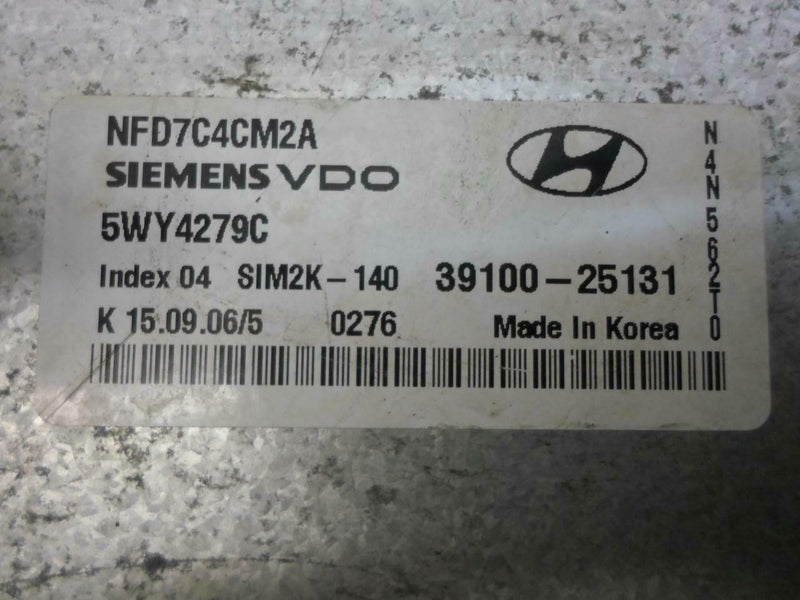 NFD7C4CM2A
SIEMENS VDO
5WY4279C
Index 04 SIM2K-140 39100-25131
K 15.09.06/5 0276 Made In Korea
N4N562T0